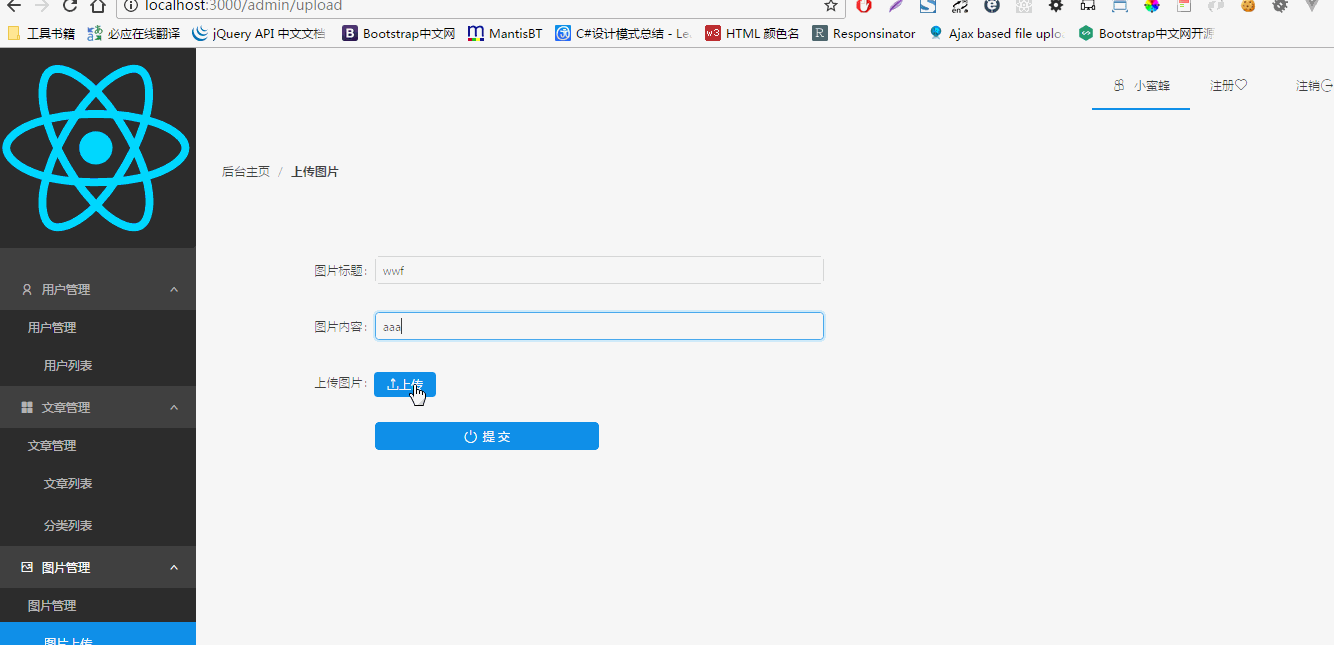 localhost:3000/admin/upload
工具书籍 必应在线翻译 jQuery API 中文文档 Bootstrap中文网 MantisBT C#设计模式总结 - Le HTML 颜色名 Responsinator Ajax based file uplo Bootstrap中文网开源
小蜜蜂 注册 注销
后台主页 / 上传图片
图片标题: wwf
图片内容: aaa
上传图片: 上传
提交
用户管理
用户管理
用户列表
文章管理
文章管理
文章列表
分类列表
图片管理
图片管理
图片上传